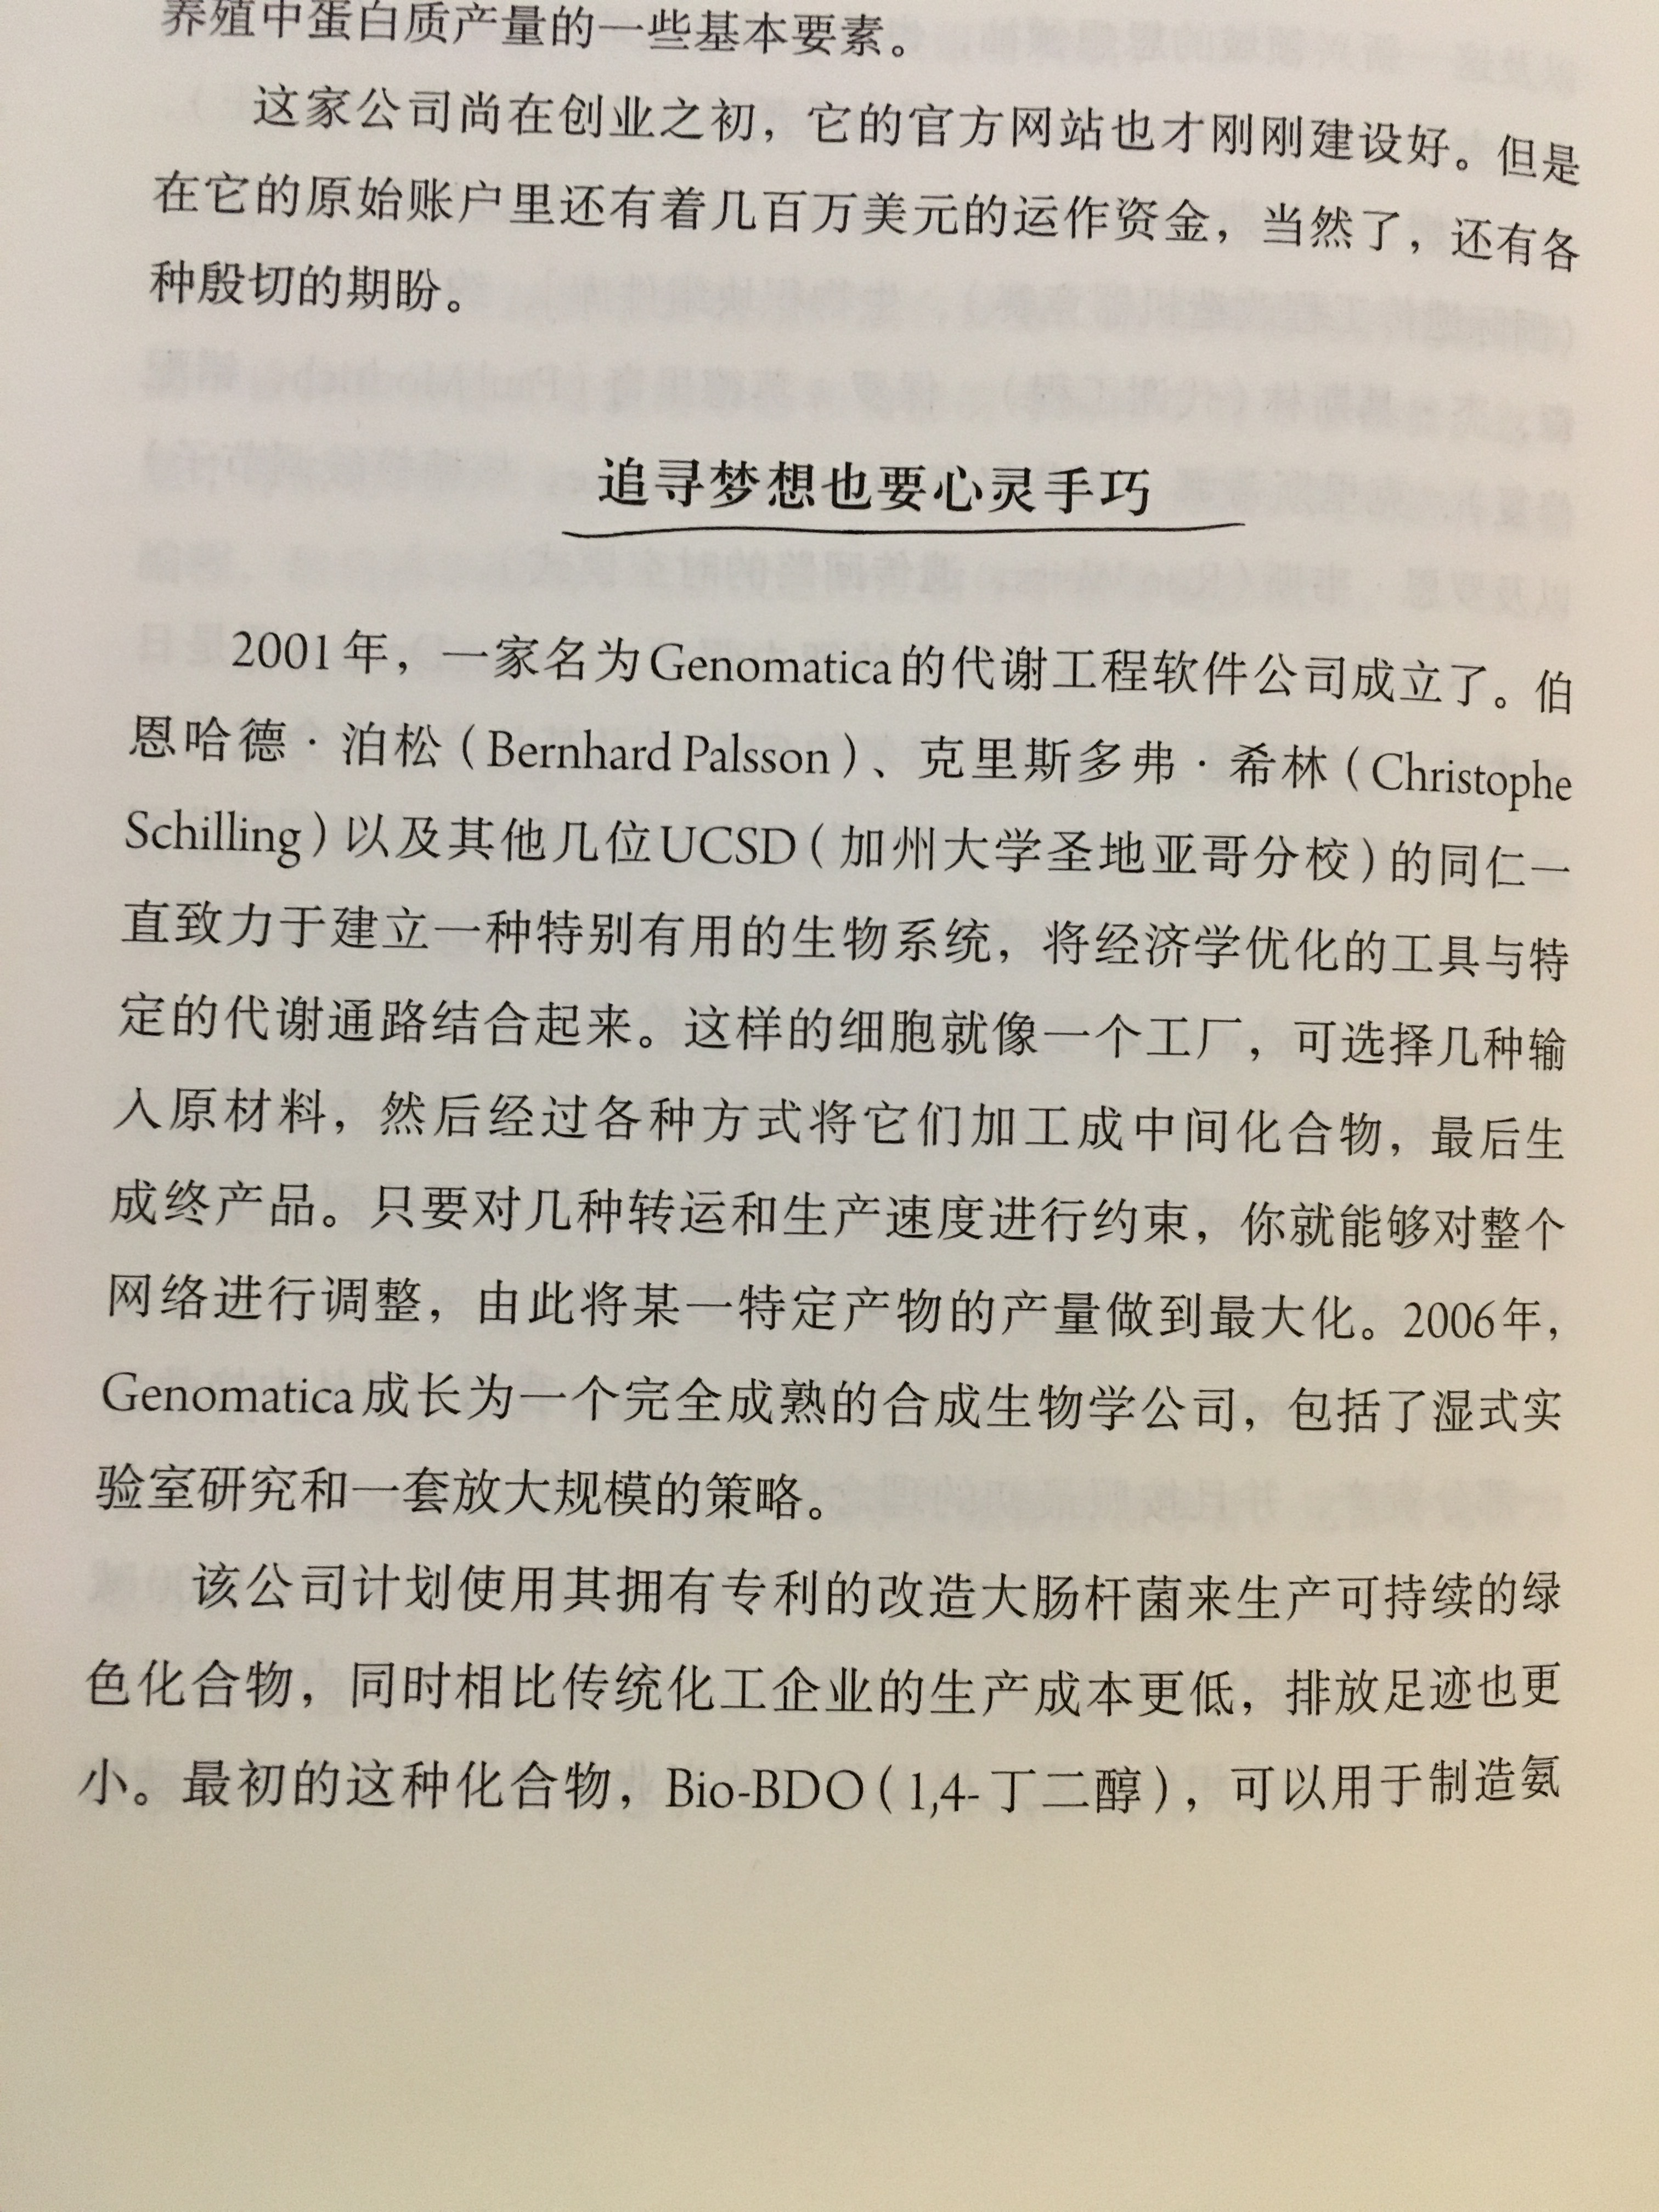 养殖中蛋白质产量的一些基本要素。
这家公司尚在创业之初，它的官方网站也才刚刚建设好。但是
在它的原始账户里还有着几百万美元的运作资金，当然了，还有各
种殷切的期盼。
追寻梦想也要心灵手巧
2001年，一家名为Genomatica的代谢工程软件公司成立了。伯
恩哈德·泊松（Bernhard Palsson）、克里斯多弗·希林（Christophe
Schilling）以及其他几位UCSD（加州大学圣地亚哥分校）的同仁一
直致力于建立一种特别有用的生物系统，将经济学优化的工具与特
定的代谢通路结合起来。这样的细胞就像一个工厂，可选择几种输
入原材料，然后经过各种方式将它们加工成中间化合物，最后生
成终产品。只要对几种转运和生产速度进行约束，你就能够对整个
网络进行调整，由此将某一特定产物的产量做到最大化。2006年，
Genomatica成长为一个完全成熟的合成生物学公司，包括了湿式实
验室研究和一套放大规模的策略。
该公司计划使用其拥有专利的改造大肠杆菌来生产可持续的绿
色化合物，同时相比传统化工企业的生产成本更低，排放足迹也更
小。最初的这种化合物，Bio-BDO（1,4-丁二醇），可以用于制造氨